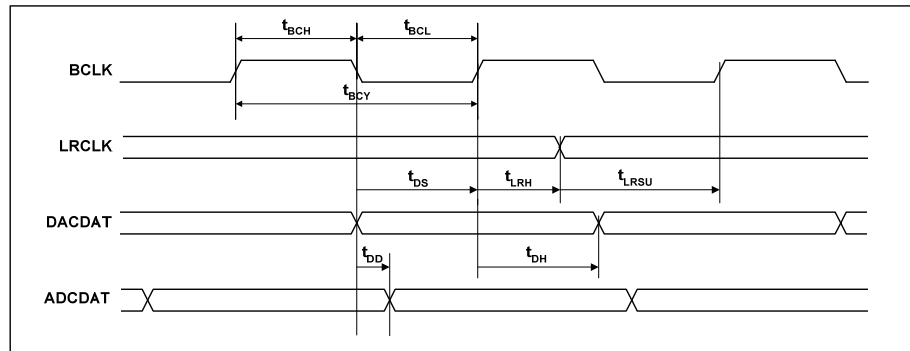 tBCH
tBCL
BCLK
tBCY
LRCLK
tDS
tLRH
tLRSU
DACDAT
tDD
tDH
ADCDAT